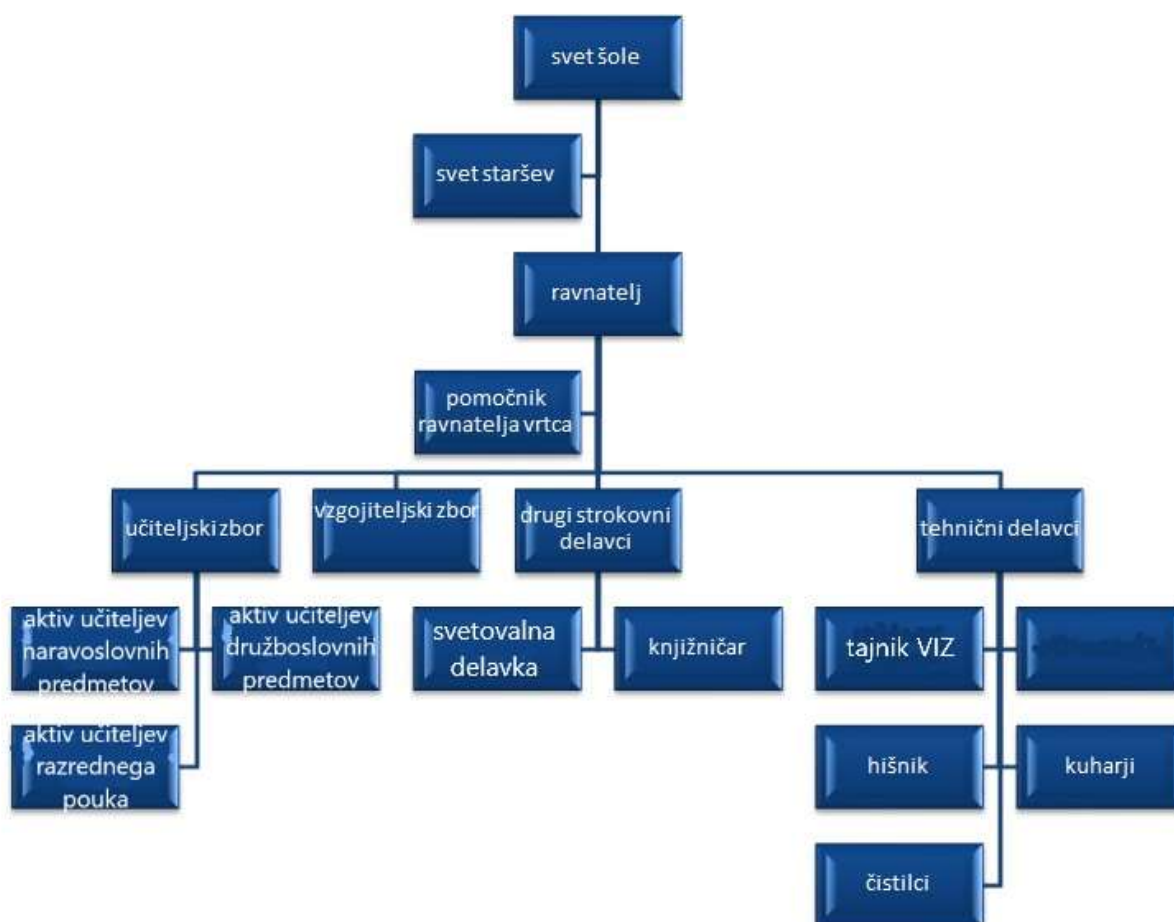 svet šole
svet staršev
ravnatelj
pomočnik
ravnatelja vrtca
učiteljski zbor
vzgojiteljski zbor
drugi strokovni
delavci
tehnični delavci
aktiv učiteljev
naravoslovnih
predmetov
aktiv učiteljev
družboslovnih
predmetov
svetovalna
delavka
knjižničar
tajnik VIZ
aktiv učiteljev
razrednega
pouka
hišnik
kuharji
čistilci